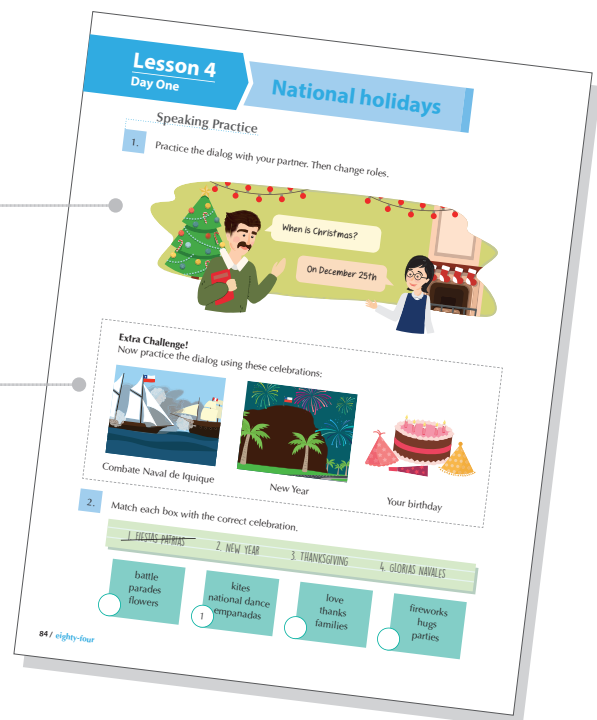 Lesson 4
Day One
National holidays
Speaking Practice
1. Practice the dialog with your partner. Then change roles.
When is Christmas?
On December 25th
Extra Challenge!
Now practice the dialog using these celebrations:
Combate Naval de Iquique
New Year
Your birthday
2. Match each box with the correct celebration.
1. FIESTAS PATRIAS 2. NEW YEAR 3. THANKSGIVING 4. GLORIAS NAVALES
battle
parades
flowers
1
kites
national dance
empanadas
love
thanks
families
fireworks
hugs
parties
84 / eighty-four